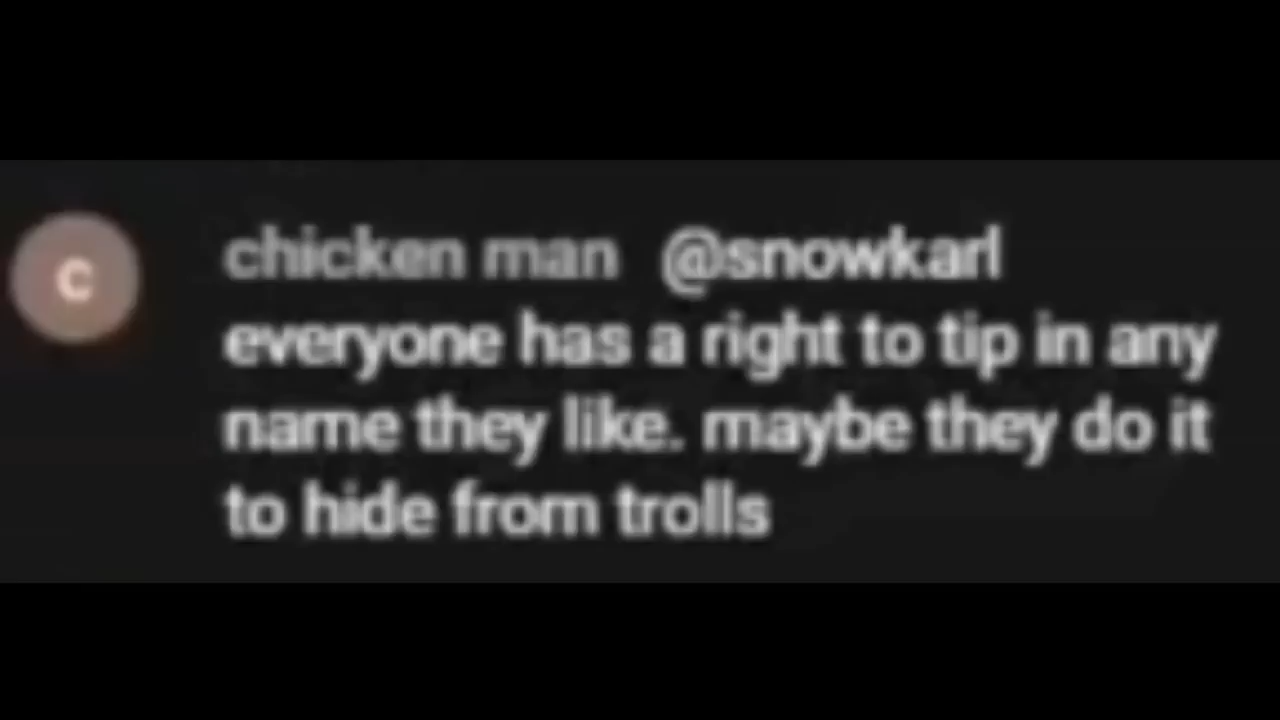 C
chicken man @snowkarl
everyone has a right to tip in any
name they like. maybe they do it
to hide from trolls